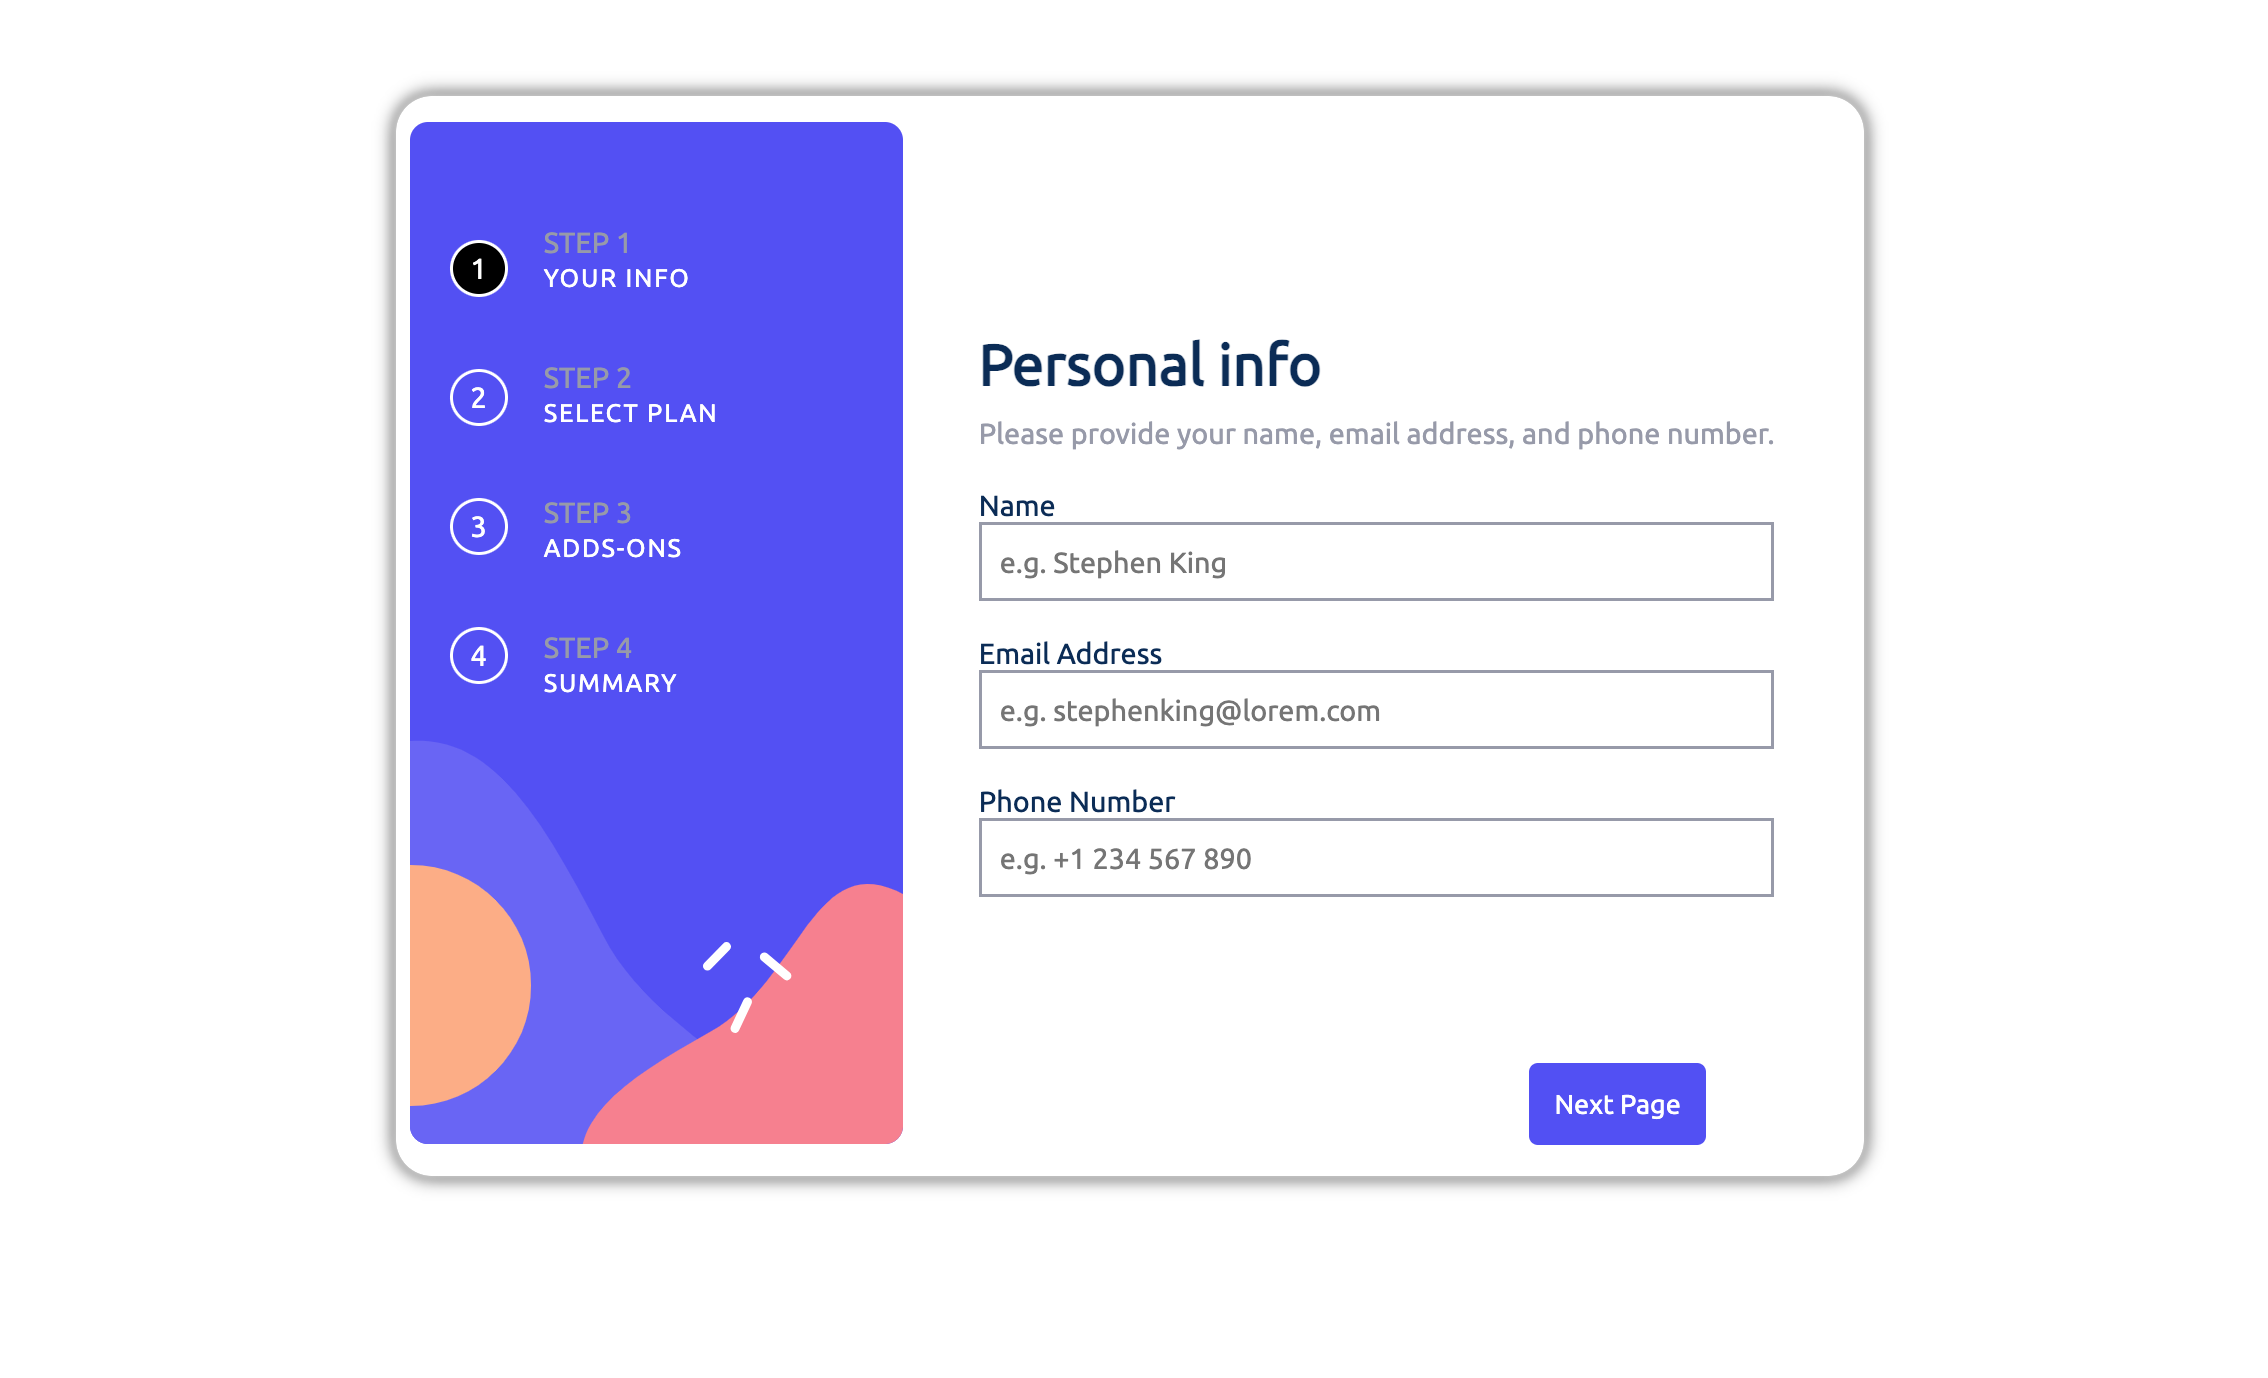 1
STEP 1
YOUR INFO
2
STEP 2
SELECT PLAN
3
STEP 3
ADDS-ONS
4
STEP 4
SUMMARY
Personal info
Please provide your name, email address, and phone number.
Name
e.g. Stephen King
Email Address
e.g. stephenking@lorem.com
Phone Number
e.g. +1 234 567 890
Next Page